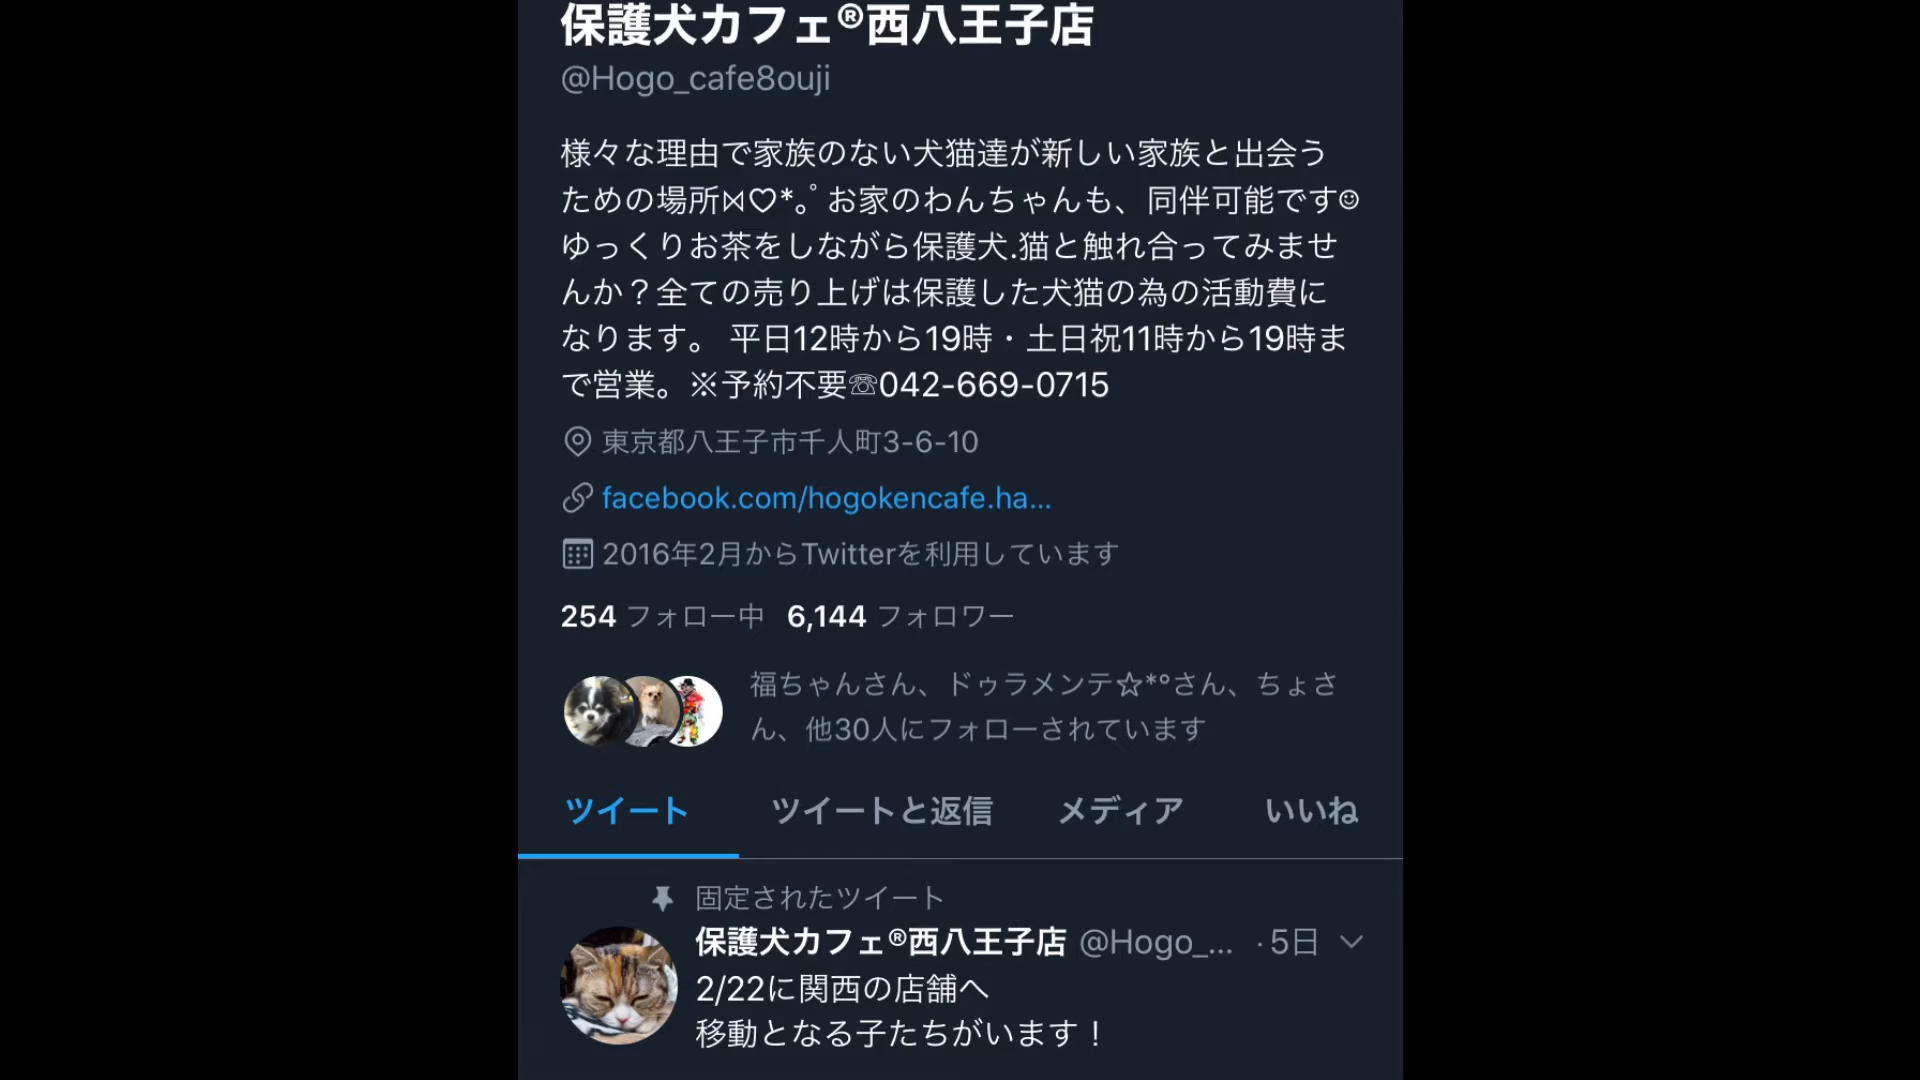 保護犬カフェ®西八王子店
@Hogo_cafe8ouji
様々な理由で家族のない犬猫達が新しい家族と出会う
ための場所⋈♡*｡ﾟお家のわんちゃんも、同伴可能です☺
ゆっくりお茶をしながら保護犬.猫と触れ合ってみませ
んか？全ての売り上げは保護した犬猫の為の活動費に
なります。 平日12時から19時・土日祝11時から19時ま
で営業。※予約不要☏042-669-0715
東京都八王子市千人町3-6-10
facebook.com/hogokencafe.ha...
2016年2月からTwitterを利用しています
254 フォロー中 6,144 フォロワー
福ちゃんさん、ドゥラメンテ☆*°さん、ちょさ
ん、他30人にフォローされています
ツイート ツイートと返信 メディア いいね
固定されたツイート
保護犬カフェ®西八王子店 @Hogo_... · 5日
2/22に関西の店舗へ
移動となる子たちがいます！